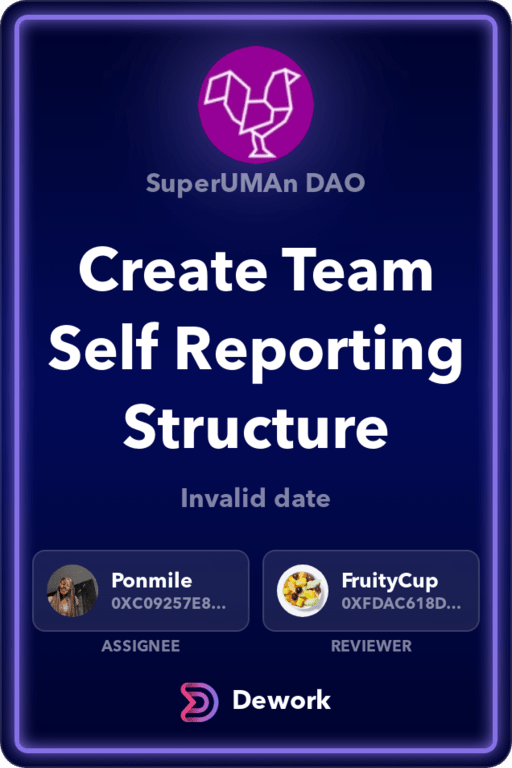 SuperUMAn DAO
Create Team
Self Reporting
Structure
Invalid date
Ponmile
0XC09257E8...
ASSIGNEE
FruityCup
0XFDAC618D...
REVIEWER
Dework